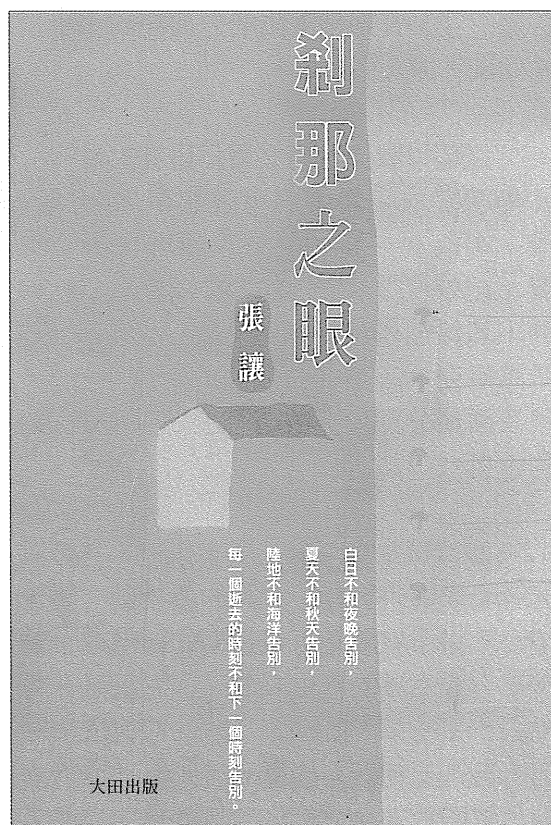 剎那之眼
張讓
白日不和夜晚告別，
夏天不和秋天告別，
陸地不和海洋告別，
每一個逝去的時刻不和下一個時刻告別。
大田出版